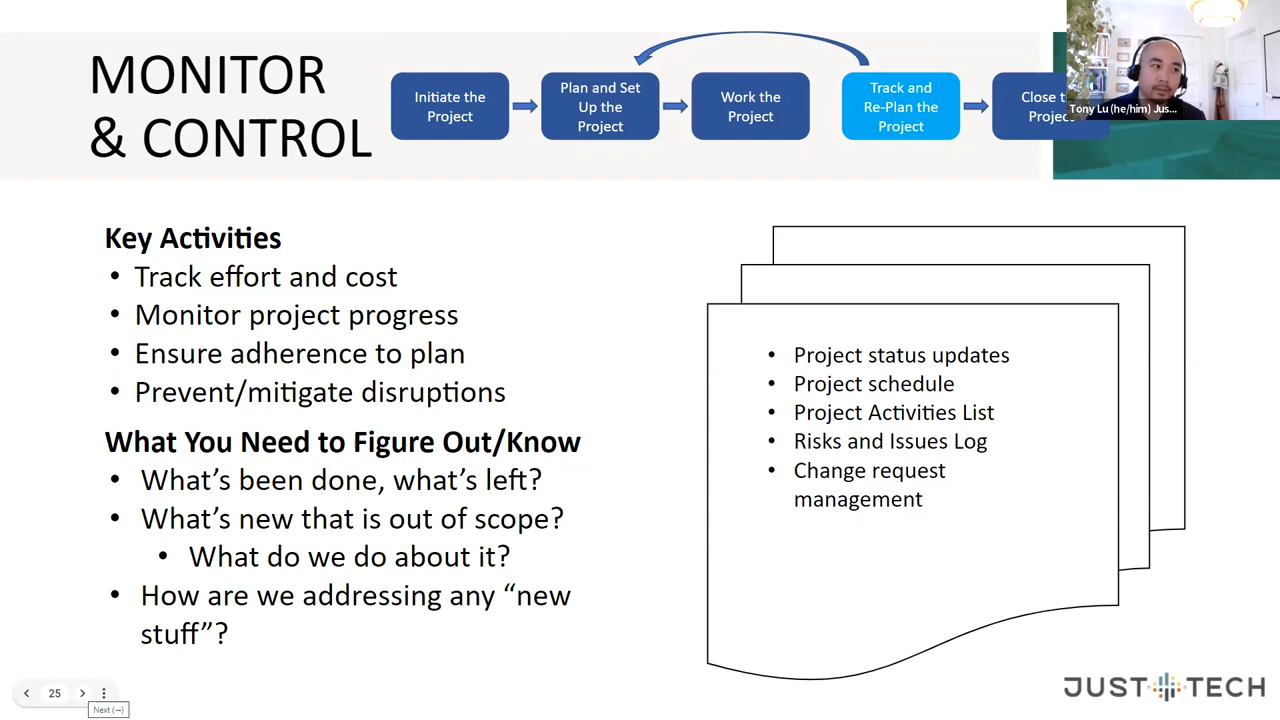 MONITOR
& CONTROL
Initiate the
Project
Plan and Set
Up the
Project
Work the
Project
Track and
Re-Plan the
Project
Close t
Project
Tony Lu (he/him) Jus...
Key Activities
• Track effort and cost
• Monitor project progress
• Ensure adherence to plan
• Prevent/mitigate disruptions
What You Need to Figure Out/Know
• What’s been done, what’s left?
• What’s new that is out of scope?
• What do we do about it?
• How are we addressing any “new
stuff”?
• Project status updates
• Project schedule
• Project Activities List
• Risks and Issues Log
• Change request
management
25
Next (→)
JUST TECH